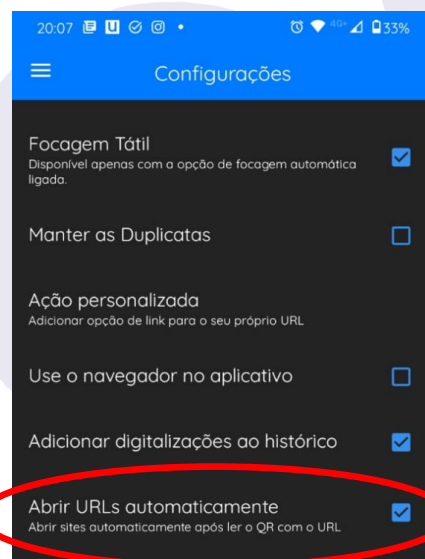 20:07 U 4G+ 33%
Configurações
Focagem Tátil
Disponível apenas com a opção de focagem automática
ligada.
Manter as Duplicatas
Ação personalizada
Adicionar opção de link para o seu próprio URL
Use o navegador no aplicativo
Adicionar digitalizações ao histórico
Abrir URLs automaticamente
Abrir sites automaticamente após ler o QR com o URL